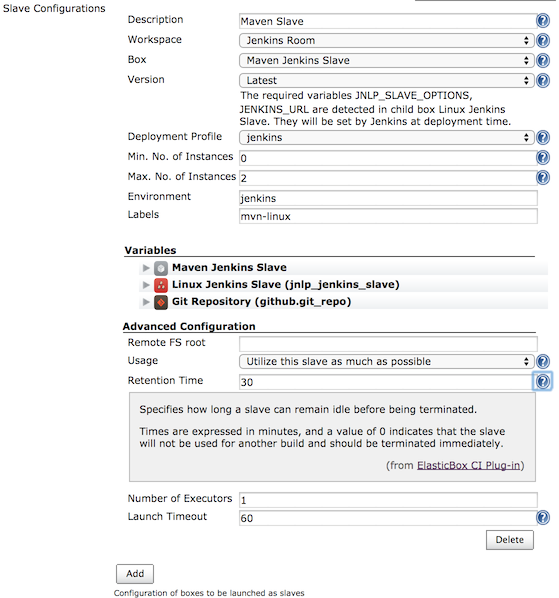 Slave Configurations
Description Maven Slave
Workspace Jenkins Room
Box Maven Jenkins Slave
Version Latest
The required variables JNLP_SLAVE_OPTIONS,
JENKINS_URL are detected in child box Linux Jenkins
Slave. They will be set by Jenkins at deployment time.
Deployment Profile jenkins
Min. No. of Instances 0
Max. No. of Instances 2
Environment jenkins
Labels mvn-linux
Variables
Maven Jenkins Slave
Linux Jenkins Slave (jnlp_jenkins_slave)
Git Repository (github.git_repo)
Advanced Configuration
Remote FS root
Usage Utilize this slave as much as possible
Retention Time 30
Specifies how long a slave can remain idle before being terminated.
Times are expressed in minutes, and a value of 0 indicates that the slave
will not be used for another build and should be terminated immediately.
(from ElasticBox CI Plug-in)
Number of Executors 1
Launch Timeout 60
Delete
Add
Configuration of boxes to be launched as slaves